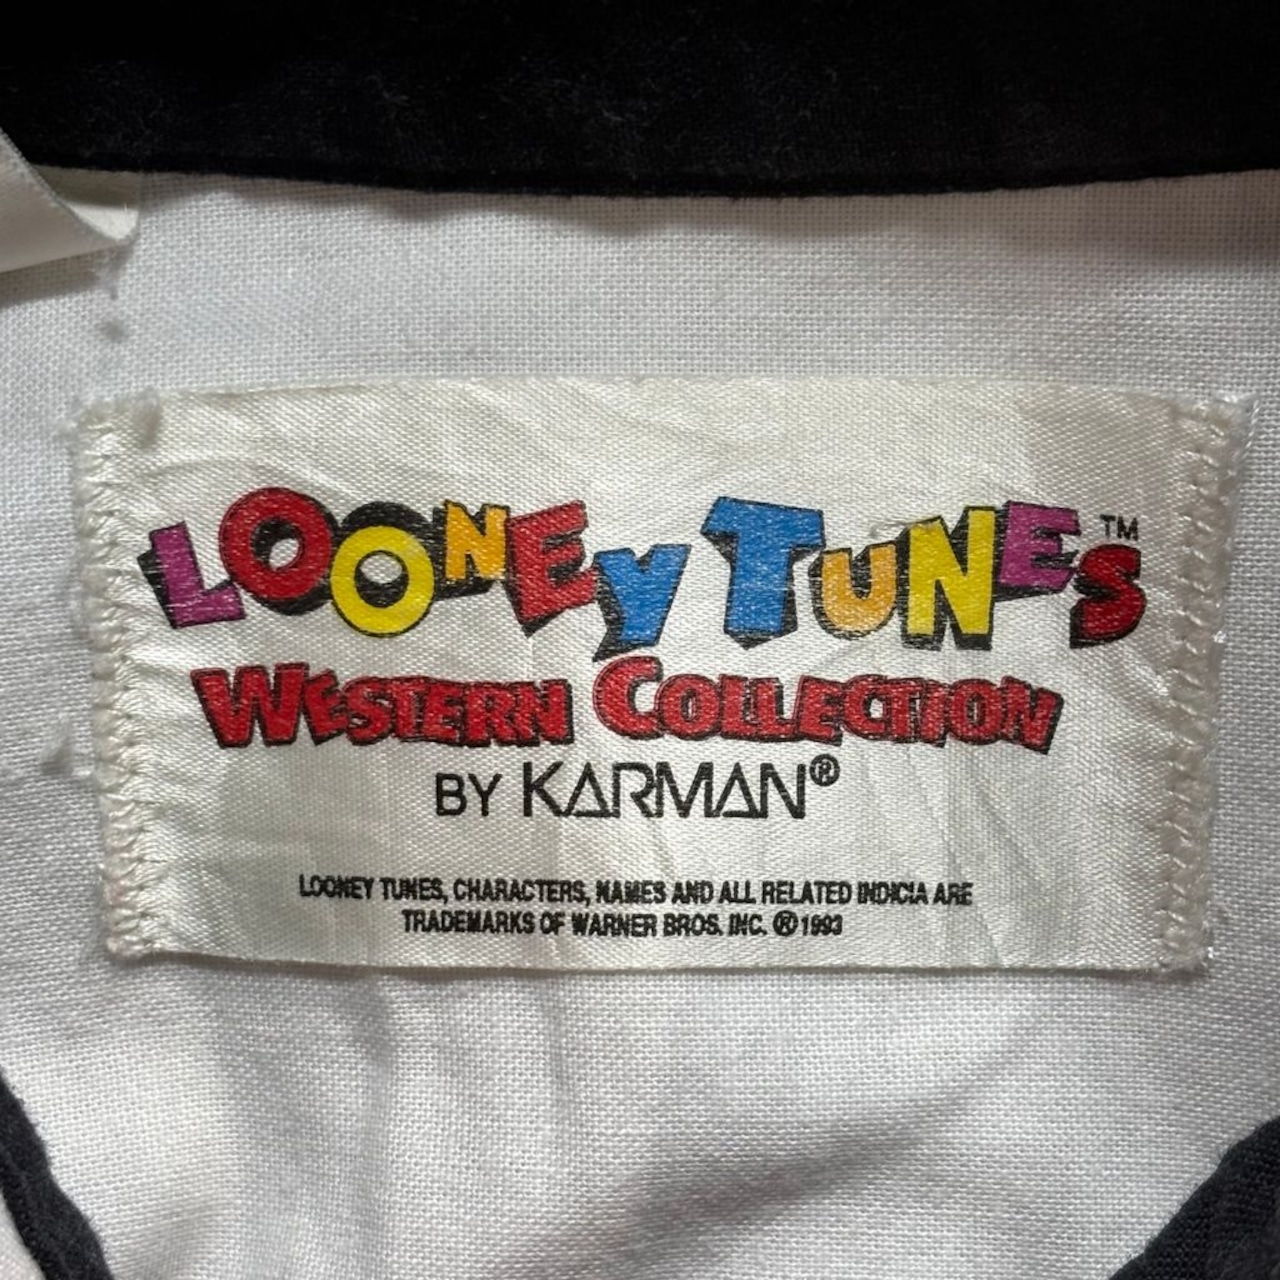 LOONEY TUNES™
WESTERN COLLECTION
BY KARMAN®
LOONEY TUNES, CHARACTERS, NAMES AND ALL RELATED INDICIA ARE
TRADEMARKS OF WARNER BROS. INC. ®1993